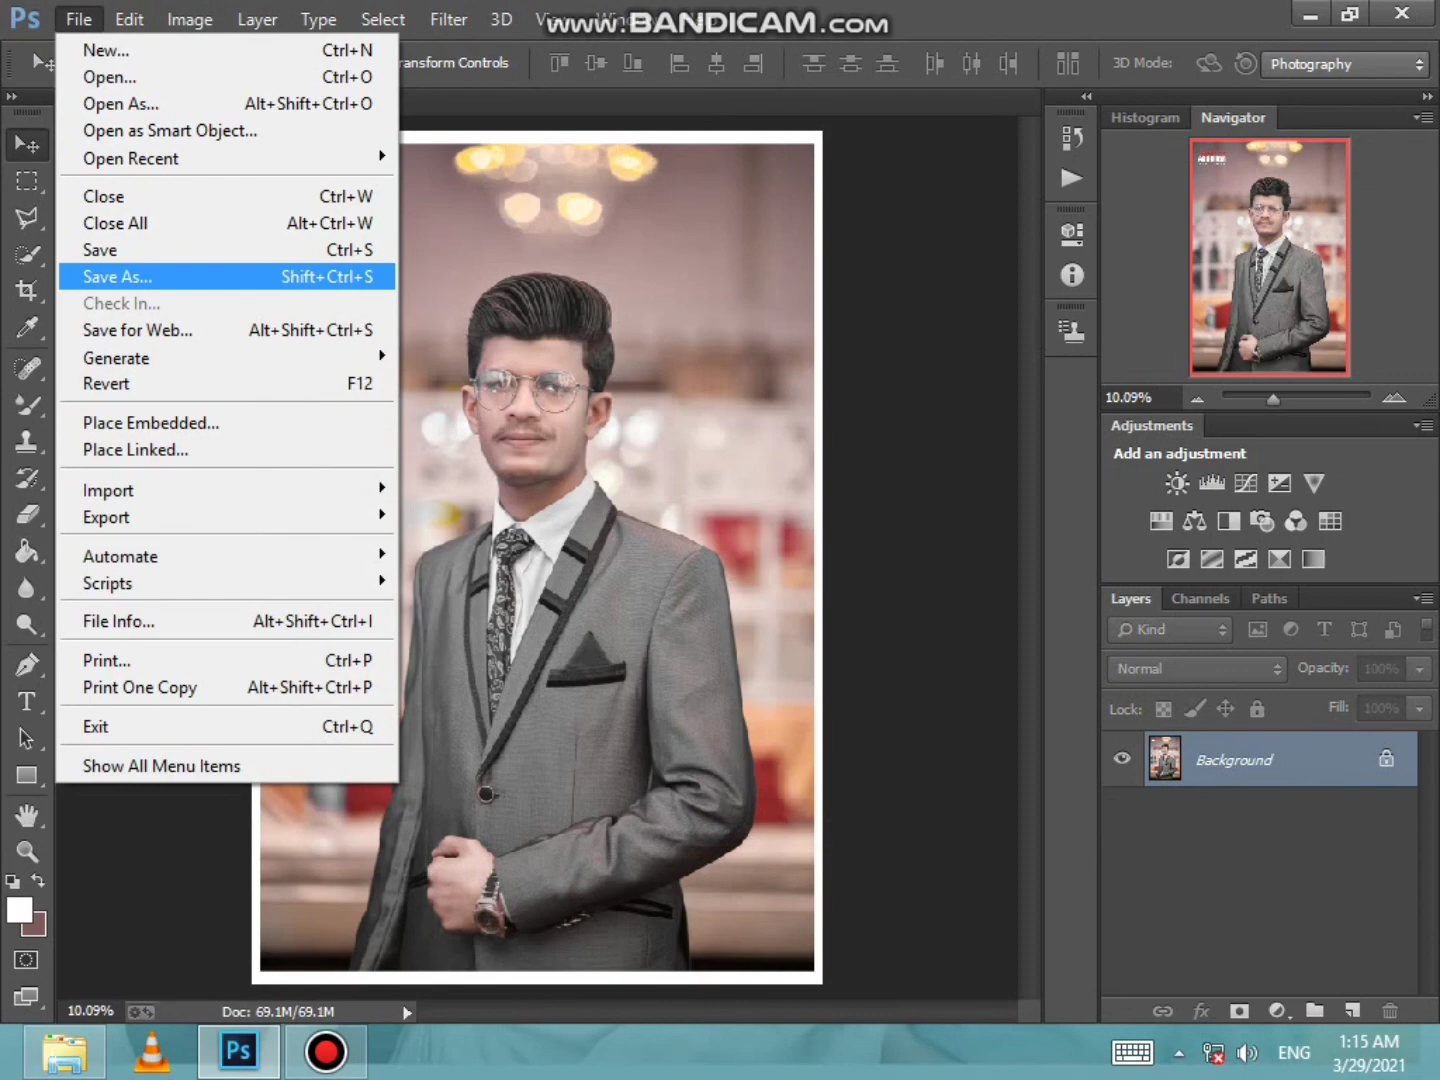 Ps File Edit Image Layer Type Select Filter 3D
www.BANDICAM.com
New... Ctrl+N
Open... Ctrl+O
Open As... Alt+Shift+Ctrl+O
Open as Smart Object...
Open Recent
Close Ctrl+W
Close All Alt+Ctrl+W
Save Ctrl+S
Save As... Shift+Ctrl+S
Check In...
Save for Web... Alt+Shift+Ctrl+S
Generate
Revert F12
Place Embedded...
Place Linked...
Import
Export
Automate
Scripts
File Info... Alt+Shift+Ctrl+I
Print... Ctrl+P
Print One Copy Alt+Shift+Ctrl+P
Exit Ctrl+Q
Show All Menu Items
ransform Controls
3D Mode:
Photography
Histogram Navigator
10.09%
Adjustments
Add an adjustment
Layers Channels Paths
Kind
Normal Opacity: 100%
Lock: Fill: 100%
Background
10.09% Doc: 69.1M/69.1M
Ps
ENG
1:15 AM
3/29/2021